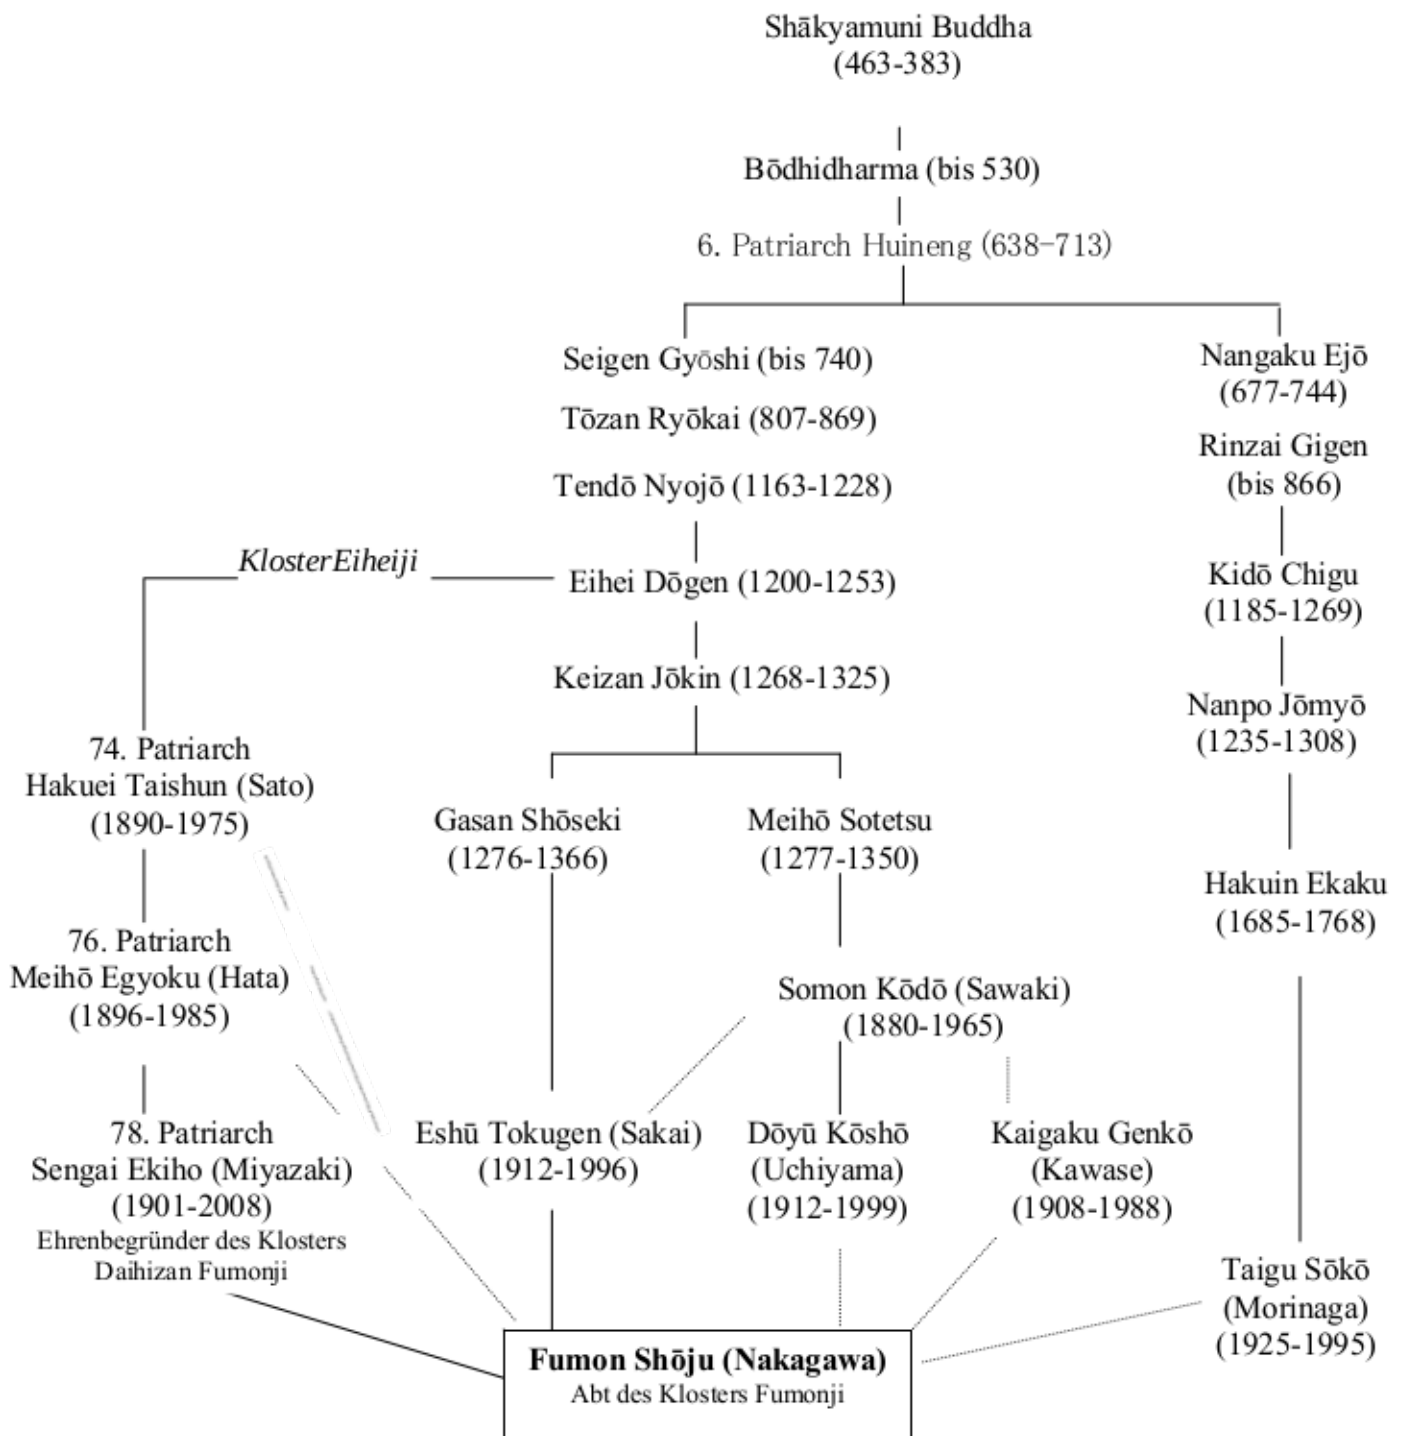 Shākyamuni Buddha
(463-383)
Bōdhidharma (bis 530)
6. Patriarch Huineng (638-713)
Seigen Gyōshi (bis 740)
Nangaku Ejō
(677-744)
Tōzan Ryōkai (807-869)
Rinzai Gigen
(bis 866)
Tendō Nyojō (1163-1228)
KlosterEiheiji
Eihei Dōgen (1200-1253)
Kidō Chigu
(1185-1269)
Keizan Jōkin (1268-1325)
Nanpo Jōmyō
(1235-1308)
74. Patriarch
Hakuei Taishun (Sato)
(1890-1975)
Gasan Shōseki
(1276-1366)
Meihō Sotetsu
(1277-1350)
Hakuin Ekaku
(1685-1768)
76. Patriarch
Meihō Egyoku (Hata)
(1896-1985)
Somon Kōdō (Sawaki)
(1880-1965)
78. Patriarch
Sengai Ekiho (Miyazaki)
(1901-2008)
Ehrenbegründer des Klosters
Daihizan Fumonji
Eshū Tokugen (Sakai)
(1912-1996)
Dōyū Kōshō
(Uchiyama)
(1912-1999)
Kaigaku Genkō
(Kawase)
(1908-1988)
Taigu Sōkō
(Morinaga)
(1925-1995)
Fumon Shōju (Nakagawa)
Abt des Klosters Fumonji